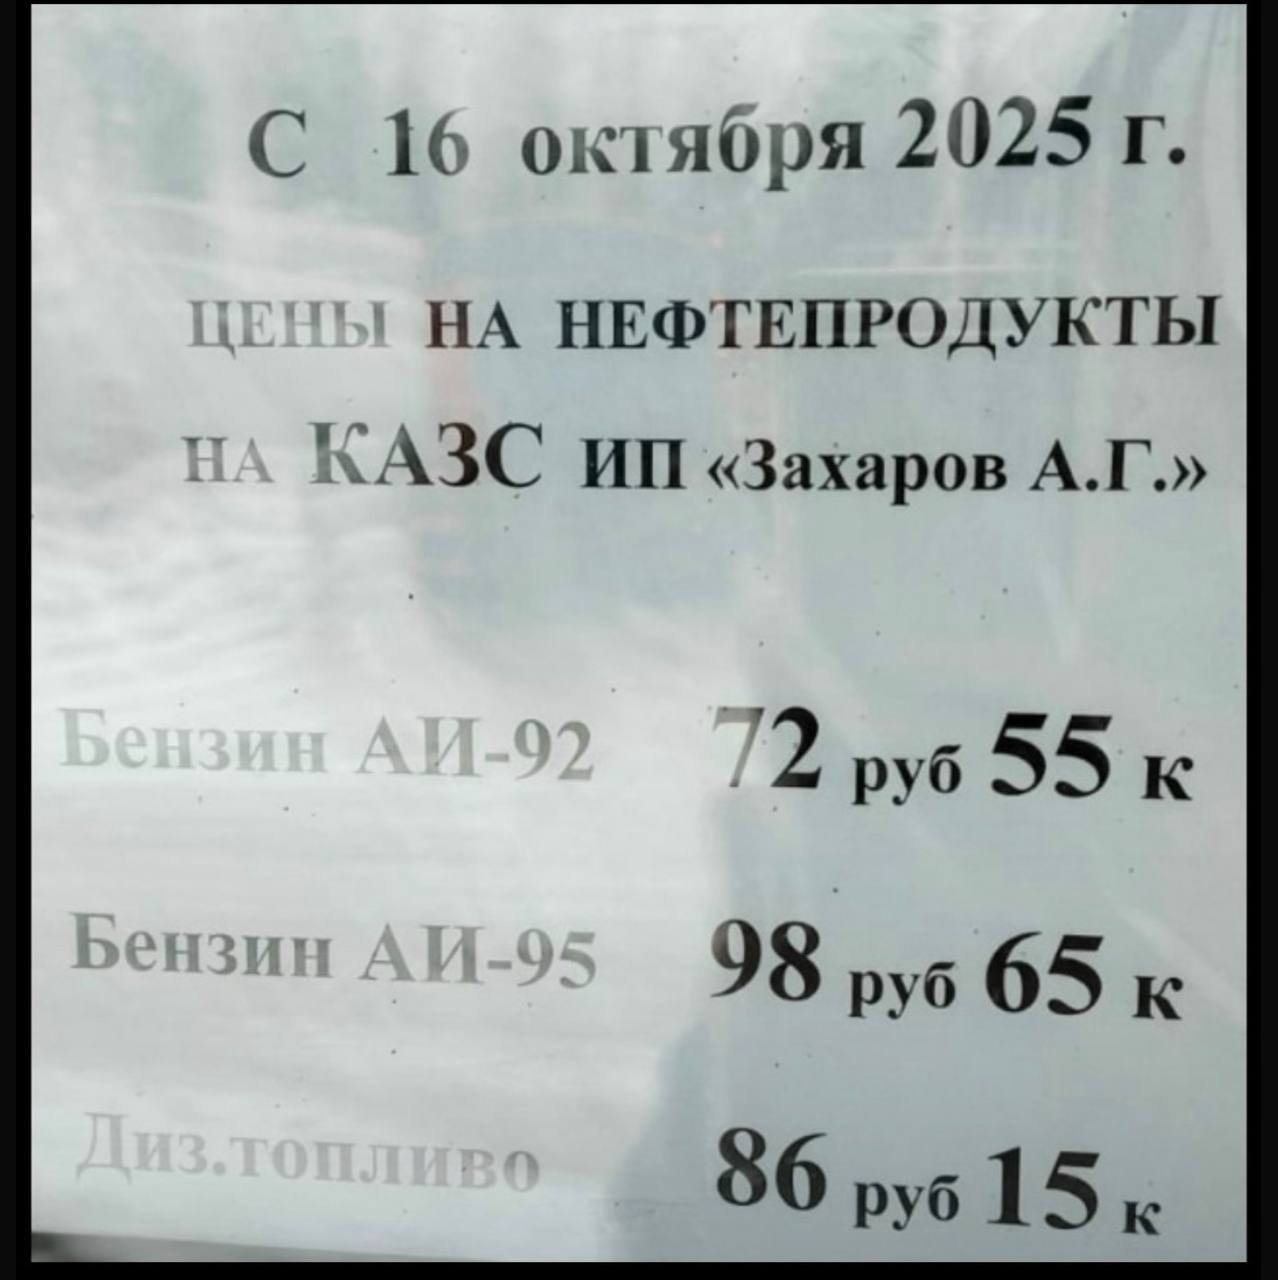 С 16 октября 2025 г.
ЦЕНЫ НА НЕФТЕПРОДУКТЫ
НА КАЗС ИП «Захаров А.Г.»
Бензин АИ-92 72 руб 55 к
Бензин АИ-95 98 руб 65 к
Диз.топливо 86 руб 15 к